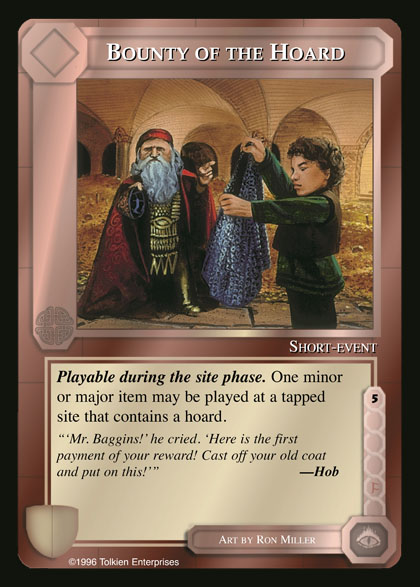 Bounty of the Hoard
Short-event
Playable during the site phase. One minor
or major item may be played at a tapped
site that contains a hoard.
“‘Mr. Baggins!’ he cried. ‘Here is the first
payment of your reward! Cast off your old coat
and put on this!’” —Hob
5
F
Art by Ron Miller
©1996 Tolkien Enterprises